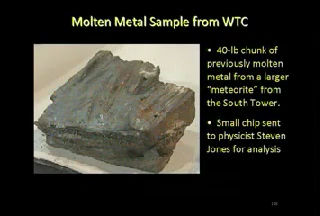 Molten Metal Sample from WTC
• 40-lb chunk of
previously molten
metal from a larger
"meteorite" from
the South Tower.
• Small chip sent
to physicist Steven
Jones for analysis